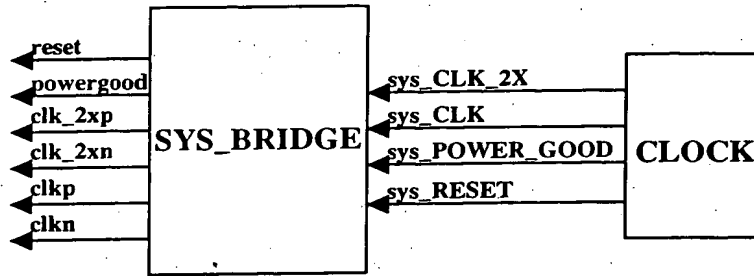 reset
powergood
clk_2xp
clk_2xn
clkp
clkn
SYS_BRIDGE
sys_CLK_2X
sys_CLK
sys_POWER_GOOD
sys_RESET
CLOCK